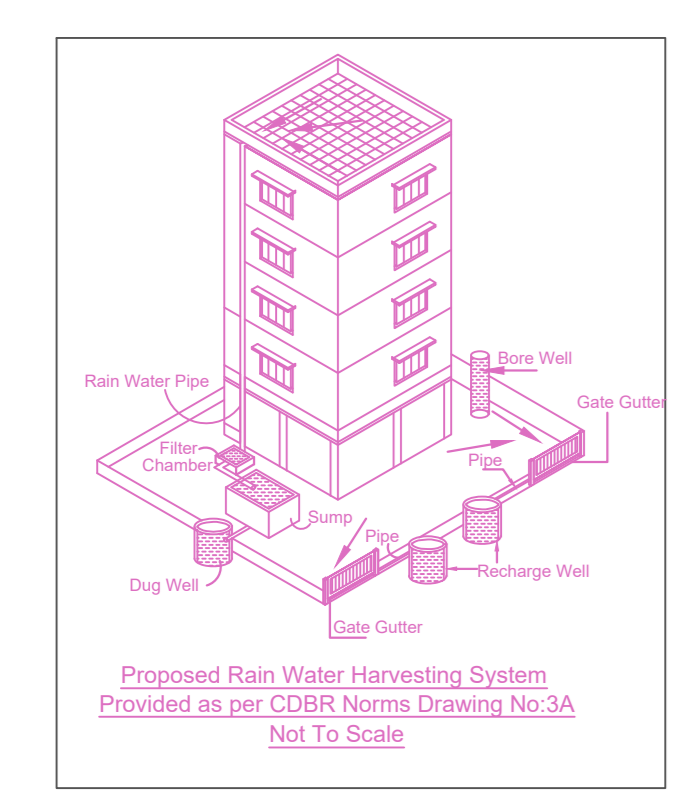 Bore Well
Rain Water Pipe
Gate Gutter
Filter
Chamber
Pipe
Sump
Pipe
Dug Well
Recharge Well
Gate Gutter
Proposed Rain Water Harvesting System
Provided as per CDBR Norms Drawing No:3A
Not To Scale